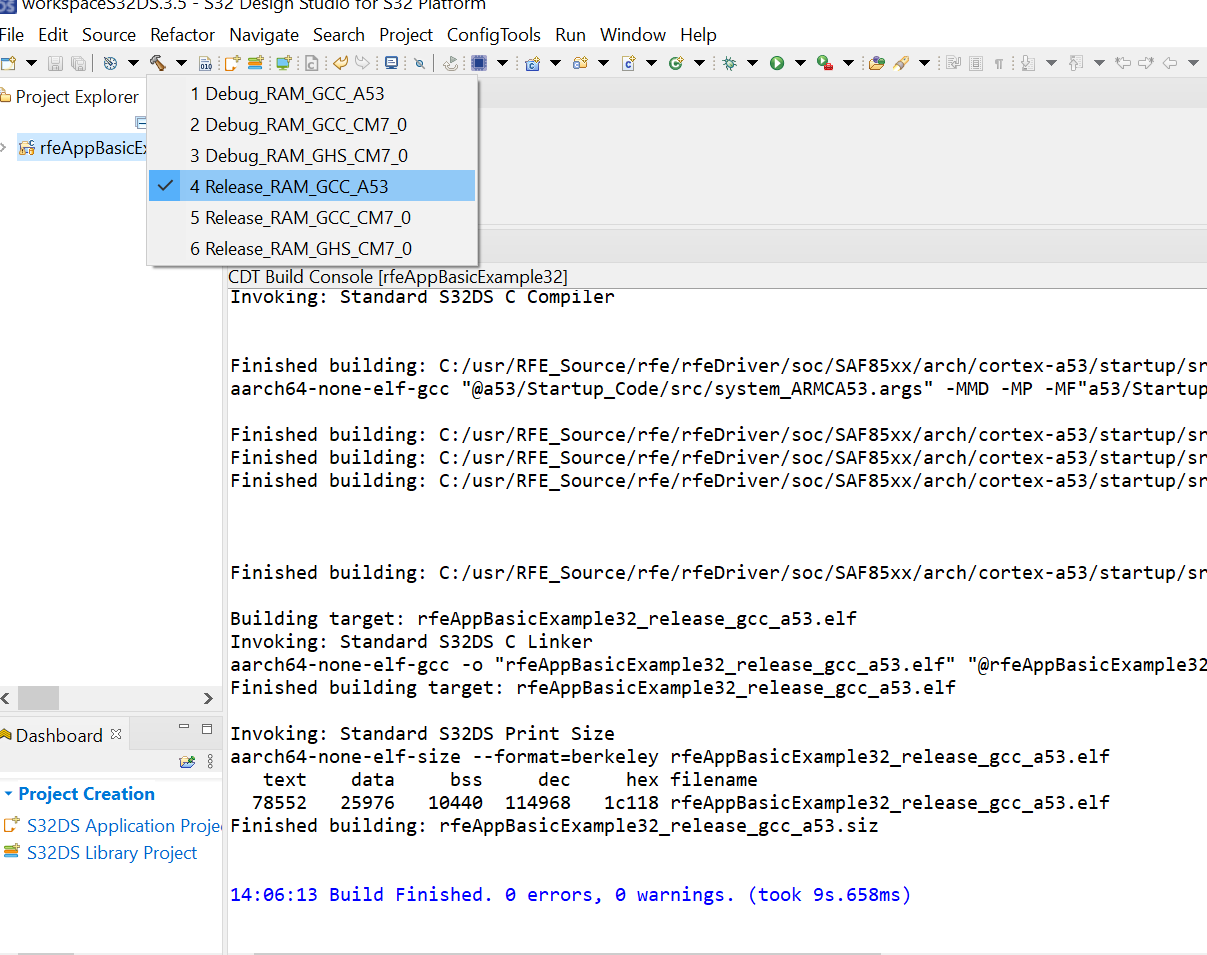 workspaceS32DS.3.5 - S32 Design Studio for S32 Platform
File Edit Source Refactor Navigate Search Project ConfigTools Run Window Help
Project Explorer
rfeAppBasicEx
1 Debug_RAM_GCC_A53
2 Debug_RAM_GCC_CM7_0
3 Debug_RAM_GHS_CM7_0
4 Release_RAM_GCC_A53
5 Release_RAM_GCC_CM7_0
6 Release_RAM_GHS_CM7_0
CDT Build Console [rfeAppBasicExample32]
Invoking: Standard S32DS C Compiler
Finished building: C:/usr/RFE_Source/rfe/rfeDriver/soc/SAF85xx/arch/cortex-a53/startup/sr
aarch64-none-elf-gcc "@a53/Startup_Code/src/system_ARMCA53.args" -MMD -MP -MF"a53/Startup
Finished building: C:/usr/RFE_Source/rfe/rfeDriver/soc/SAF85xx/arch/cortex-a53/startup/sr
Finished building: C:/usr/RFE_Source/rfe/rfeDriver/soc/SAF85xx/arch/cortex-a53/startup/sr
Finished building: C:/usr/RFE_Source/rfe/rfeDriver/soc/SAF85xx/arch/cortex-a53/startup/sr
Finished building: C:/usr/RFE_Source/rfe/rfeDriver/soc/SAF85xx/arch/cortex-a53/startup/sr
Building target: rfeAppBasicExample32_release_gcc_a53.elf
Invoking: Standard S32DS C Linker
aarch64-none-elf-gcc -o "rfeAppBasicExample32_release_gcc_a53.elf" "@rfeAppBasicExample32
Finished building target: rfeAppBasicExample32_release_gcc_a53.elf
Invoking: Standard S32DS Print Size
aarch64-none-elf-size --format=berkeley rfeAppBasicExample32_release_gcc_a53.elf
text data bss dec hex filename
78552 25976 10440 114968 1c118 rfeAppBasicExample32_release_gcc_a53.elf
Finished building: rfeAppBasicExample32_release_gcc_a53.siz
14:06:13 Build Finished. 0 errors, 0 warnings. (took 9s.658ms)
Dashboard
Project Creation
S32DS Application Proje
S32DS Library Project